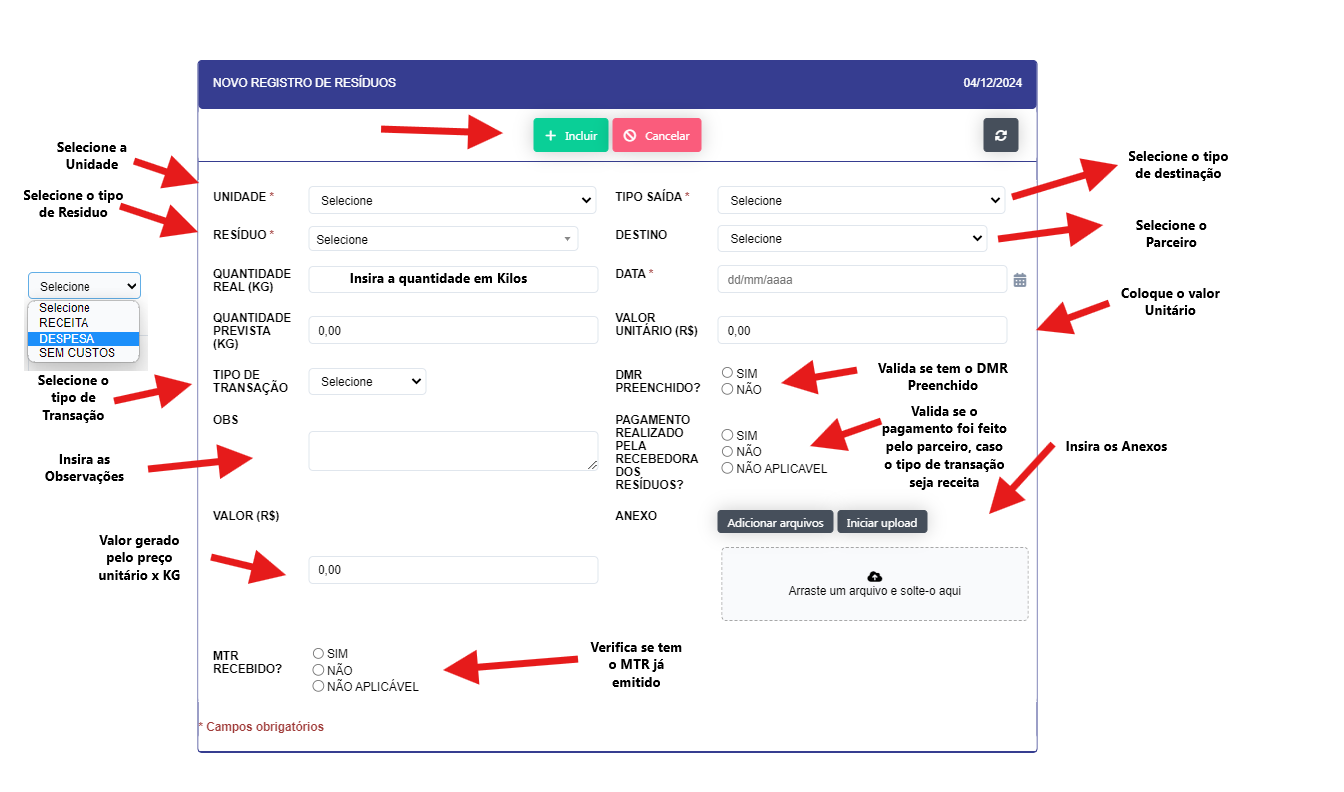 NOVO REGISTRO DE RESÍDUOS
04/12/2024
Incluir
Cancelar
Selecione a
Unidade
UNIDADE *
Selecione
TIPO SAÍDA *
Selecione
Selecione o tipo
de destinação
Selecione o tipo
de Residuo
RESÍDUO *
Selecione
DESTINO
Selecione
Selecione o
Parceiro
QUANTIDADE
REAL (KG)
Insira a quantidade em Kilos
DATA *
dd/mm/aaaa
Selecione
Selecione
RECEITA
DESPESA
SEM CUSTOS
QUANTIDADE
PREVISTA
(KG)
0,00
VALOR
UNITÁRIO (R$)
0,00
Coloque o valor
Unitário
Selecione o
tipo de
Transação
TIPO DE
TRANSAÇÃO
Selecione
DMR
PREENCHIDO?
SIM
NÃO
Valida se tem o DMR
Preenchido
OBS
Insira as
Observações
PAGAMENTO
REALIZADO
PELA
RECEBEDORA
DOS
RESÍDUOS?
SIM
NÃO
NÃO APLICAVEL
Valida se o
pagamento foi feito
pelo parceiro, caso
o tipo de transação
seja receita
Insira os Anexos
VALOR (R$)
0,00
Valor gerado
pelo preço
unitário x KG
ANEXO
Adicionar arquivos
Iniciar upload
Arraste um arquivo e solte-o aqui
MTR
RECEBIDO?
SIM
NÃO
NÃO APLICÁVEL
Verifica se tem
o MTR já
emitido
* Campos obrigatórios